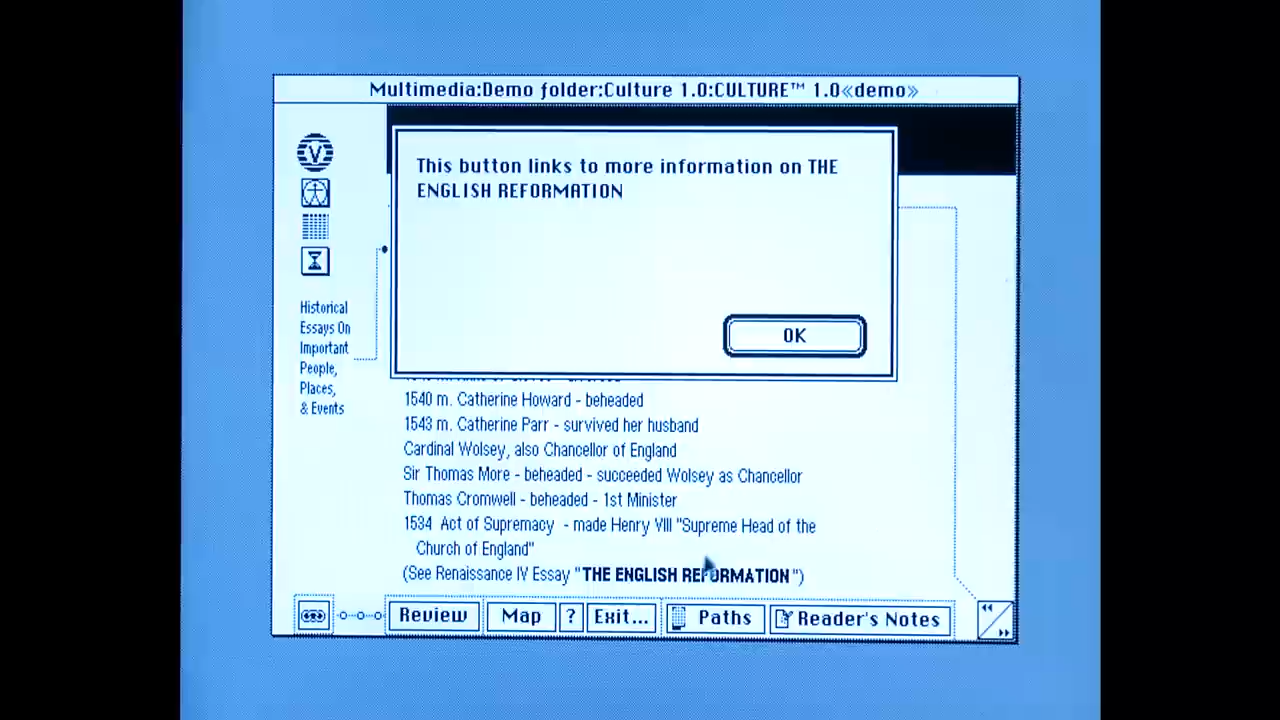 Multimedia:Demo ƒolder:Culture 1.0:CULTURE™ 1.0«demo»
This button links to more information on THE
ENGLISH REFORMATION
OK
V
Historical
Essays On
Important
People,
Places,
& Events
1540 m. Catherine Howard - beheaded
1543 m. Catherine Parr - survived her husband
Cardinal Wolsey, also Chancellor of England
Sir Thomas More - beheaded - succeeded Wolsey as Chancellor
Thomas Cromwell - beheaded - 1st Minister
1534 Act of Supremacy - made Henry VIII "Supreme Head of the
Church of England"
(See Renaissance IV Essay "THE ENGLISH REFORMATION")
Review
Map
?
Exit...
Paths
Reader's Notes